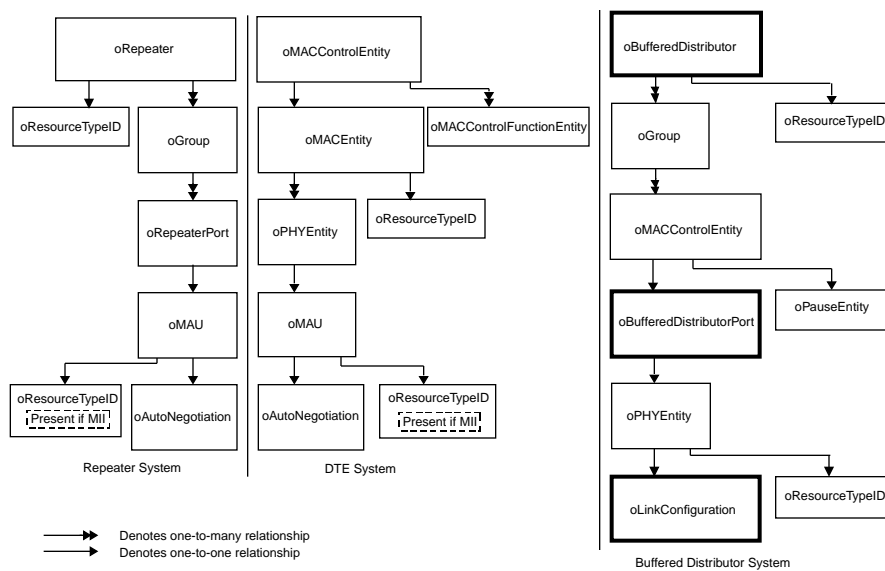 oRepeater
oResourceTypeID
oGroup
oRepeaterPort
oMAU
oResourceTypeID
Present if MII
oAutoNegotiation
Repeater System
oMACControlEntity
oMACControlFunctionEntity
oMACEntity
oResourceTypeID
oPHYEntity
oMAU
oAutoNegotiation
oResourceTypeID
Present if MII
DTE System
oBufferedDistributor
oResourceTypeID
oGroup
oMACControlEntity
oPauseEntity
oBufferedDistributorPort
oPHYEntity
oLinkConfiguration
oResourceTypeID
Buffered Distributor System
Denotes one-to-many relationship
Denotes one-to-one relationship